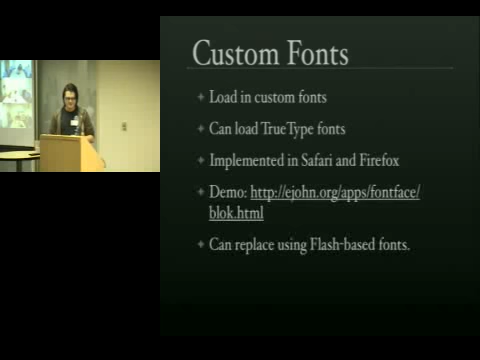 Custom Fonts
Load in custom fonts
Can load TrueType fonts
Implemented in Safari and Firefox
Demo: http://ejohn.org/apps/fontface/
blok.html
Can replace using Flash-based fonts.